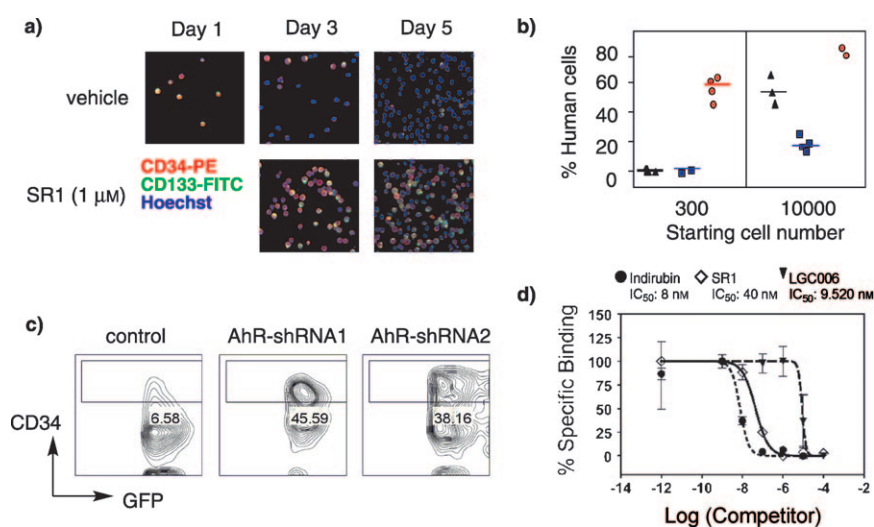 a)
Day 1
Day 3
Day 5
vehicle
SR1 (1 μM)
CD34-PE
CD133-FITC
Hoechst
b)
% Human cells
80
60
40
20
0
300
10000
Starting cell number
c)
control
AhR-shRNA1
AhR-shRNA2
6.58
45.59
38.16
CD34
GFP
d)
Indirubin
IC50: 8 nM
SR1
IC50: 40 nM
LGC006
IC50: 9.520 nM
% Specific Binding
125
100
75
50
25
0
-14
-12
-10
-8
-6
-4
-2
Log (Competitor)